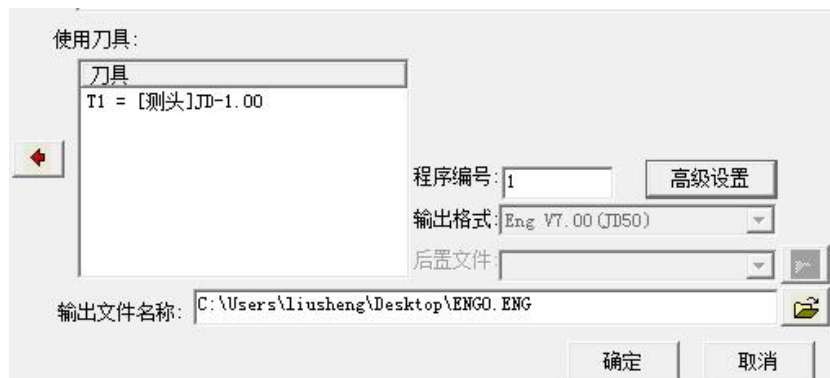 使用刀具:
刀具
T1 = [测头]JD-1.00
程序编号: 1
高级设置
输出格式: Eng V7.00(JD50)
后置文件:
输出文件名称: C:\Users\liusheng\Desktop\ENGO.ENG
确定
取消